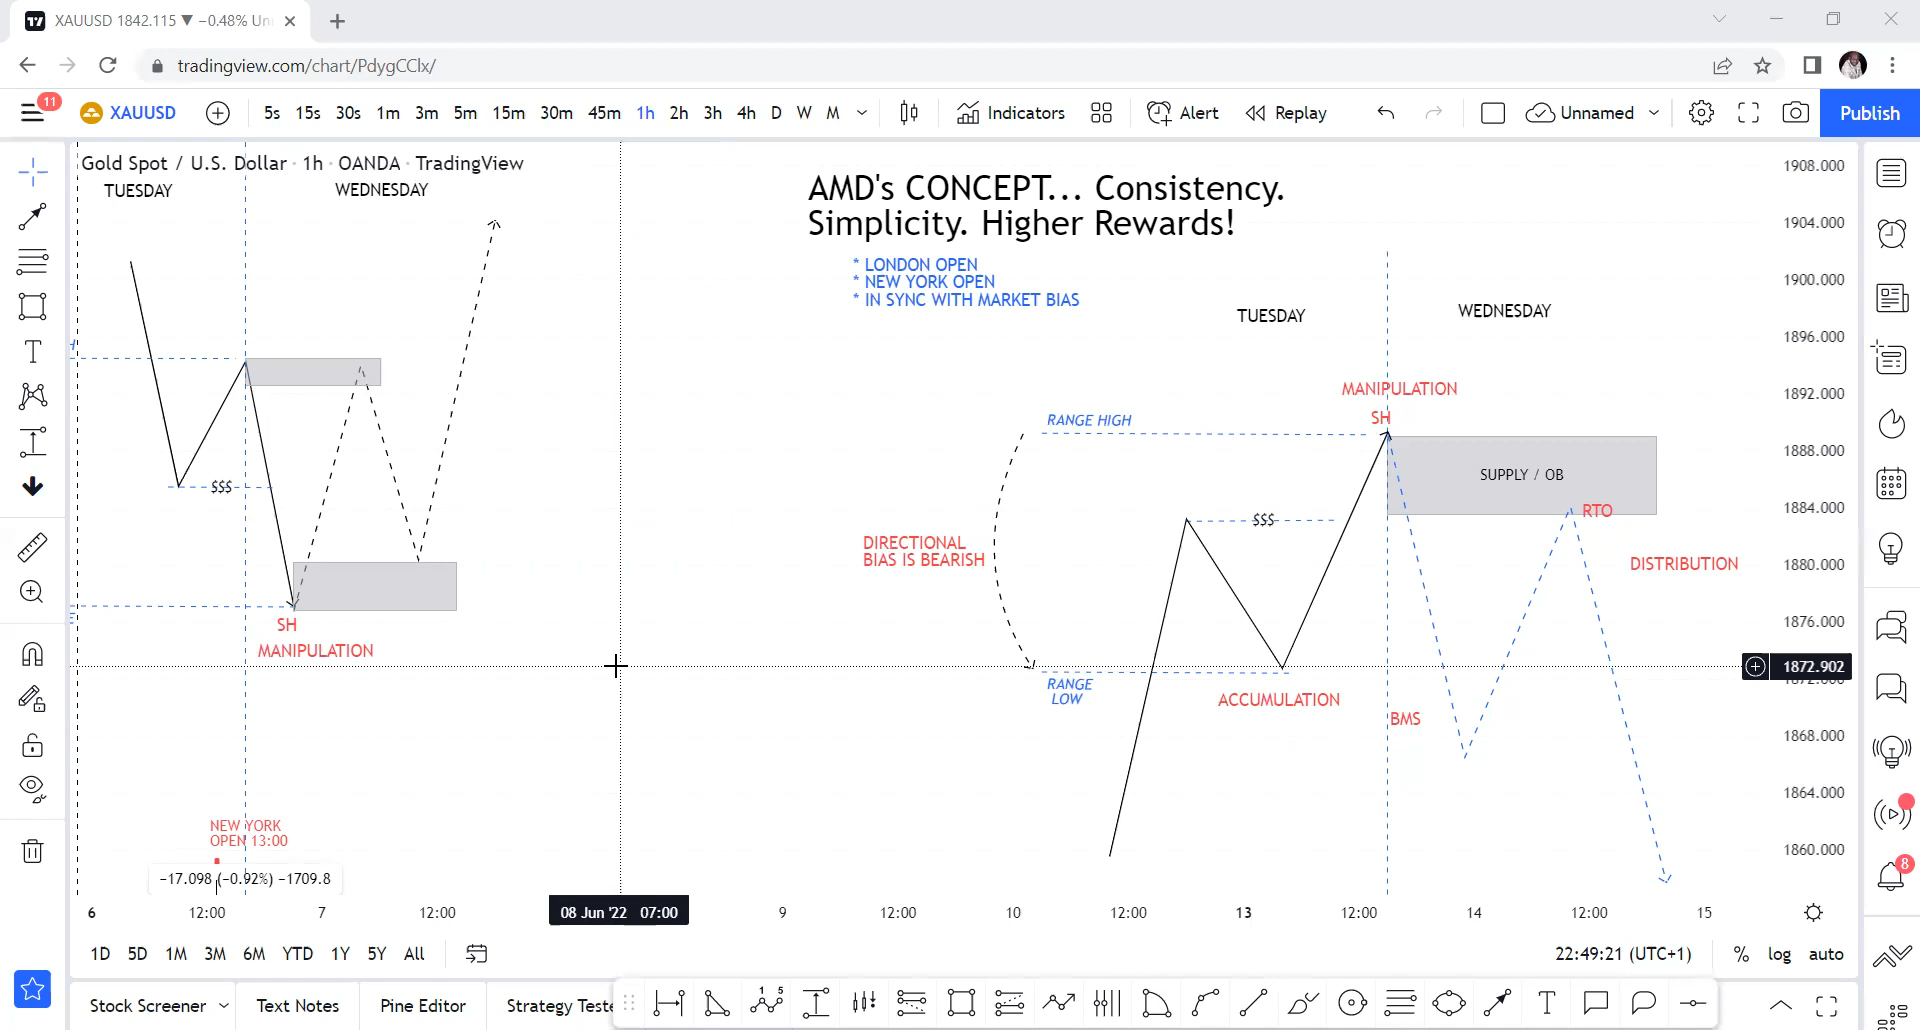 XAUUSD 1842.115 ▼ −0.48% Un
tradingview.com/chart/PdygCClx/
11
XAUUSD
5s 15s 30s 1m 3m 5m 15m 30m 45m 1h 2h 3h 4h D W M
Indicators
Alert
Replay
Unnamed
Publish
Gold Spot / U.S. Dollar · 1h · OANDA · TradingView
TUESDAY
WEDNESDAY
AMD's CONCEPT... Consistency.
Simplicity. Higher Rewards!
* LONDON OPEN
* NEW YORK OPEN
* IN SYNC WITH MARKET BIAS
TUESDAY
WEDNESDAY
MANIPULATION
SH
RANGE HIGH
SUPPLY / OB
$$$
$$$
RTO
DIRECTIONAL
BIAS IS BEARISH
DISTRIBUTION
SH
MANIPULATION
RANGE
LOW
ACCUMULATION
BMS
NEW YORK
OPEN 13:00
−17.098 (−0.92%) −1709.8
1908.000
1904.000
1900.000
1896.000
1892.000
1888.000
1884.000
1880.000
1876.000
1872.902
1872.000
1868.000
1864.000
1860.000
8
6 12:00 7 12:00 08 Jun '22 07:00 9 12:00 10 12:00 13 12:00 14 12:00 15
1D 5D 1M 3M 6M YTD 1Y 5Y All
22:49:21 (UTC+1) % log auto
Stock Screener Text Notes Pine Editor Strategy Teste